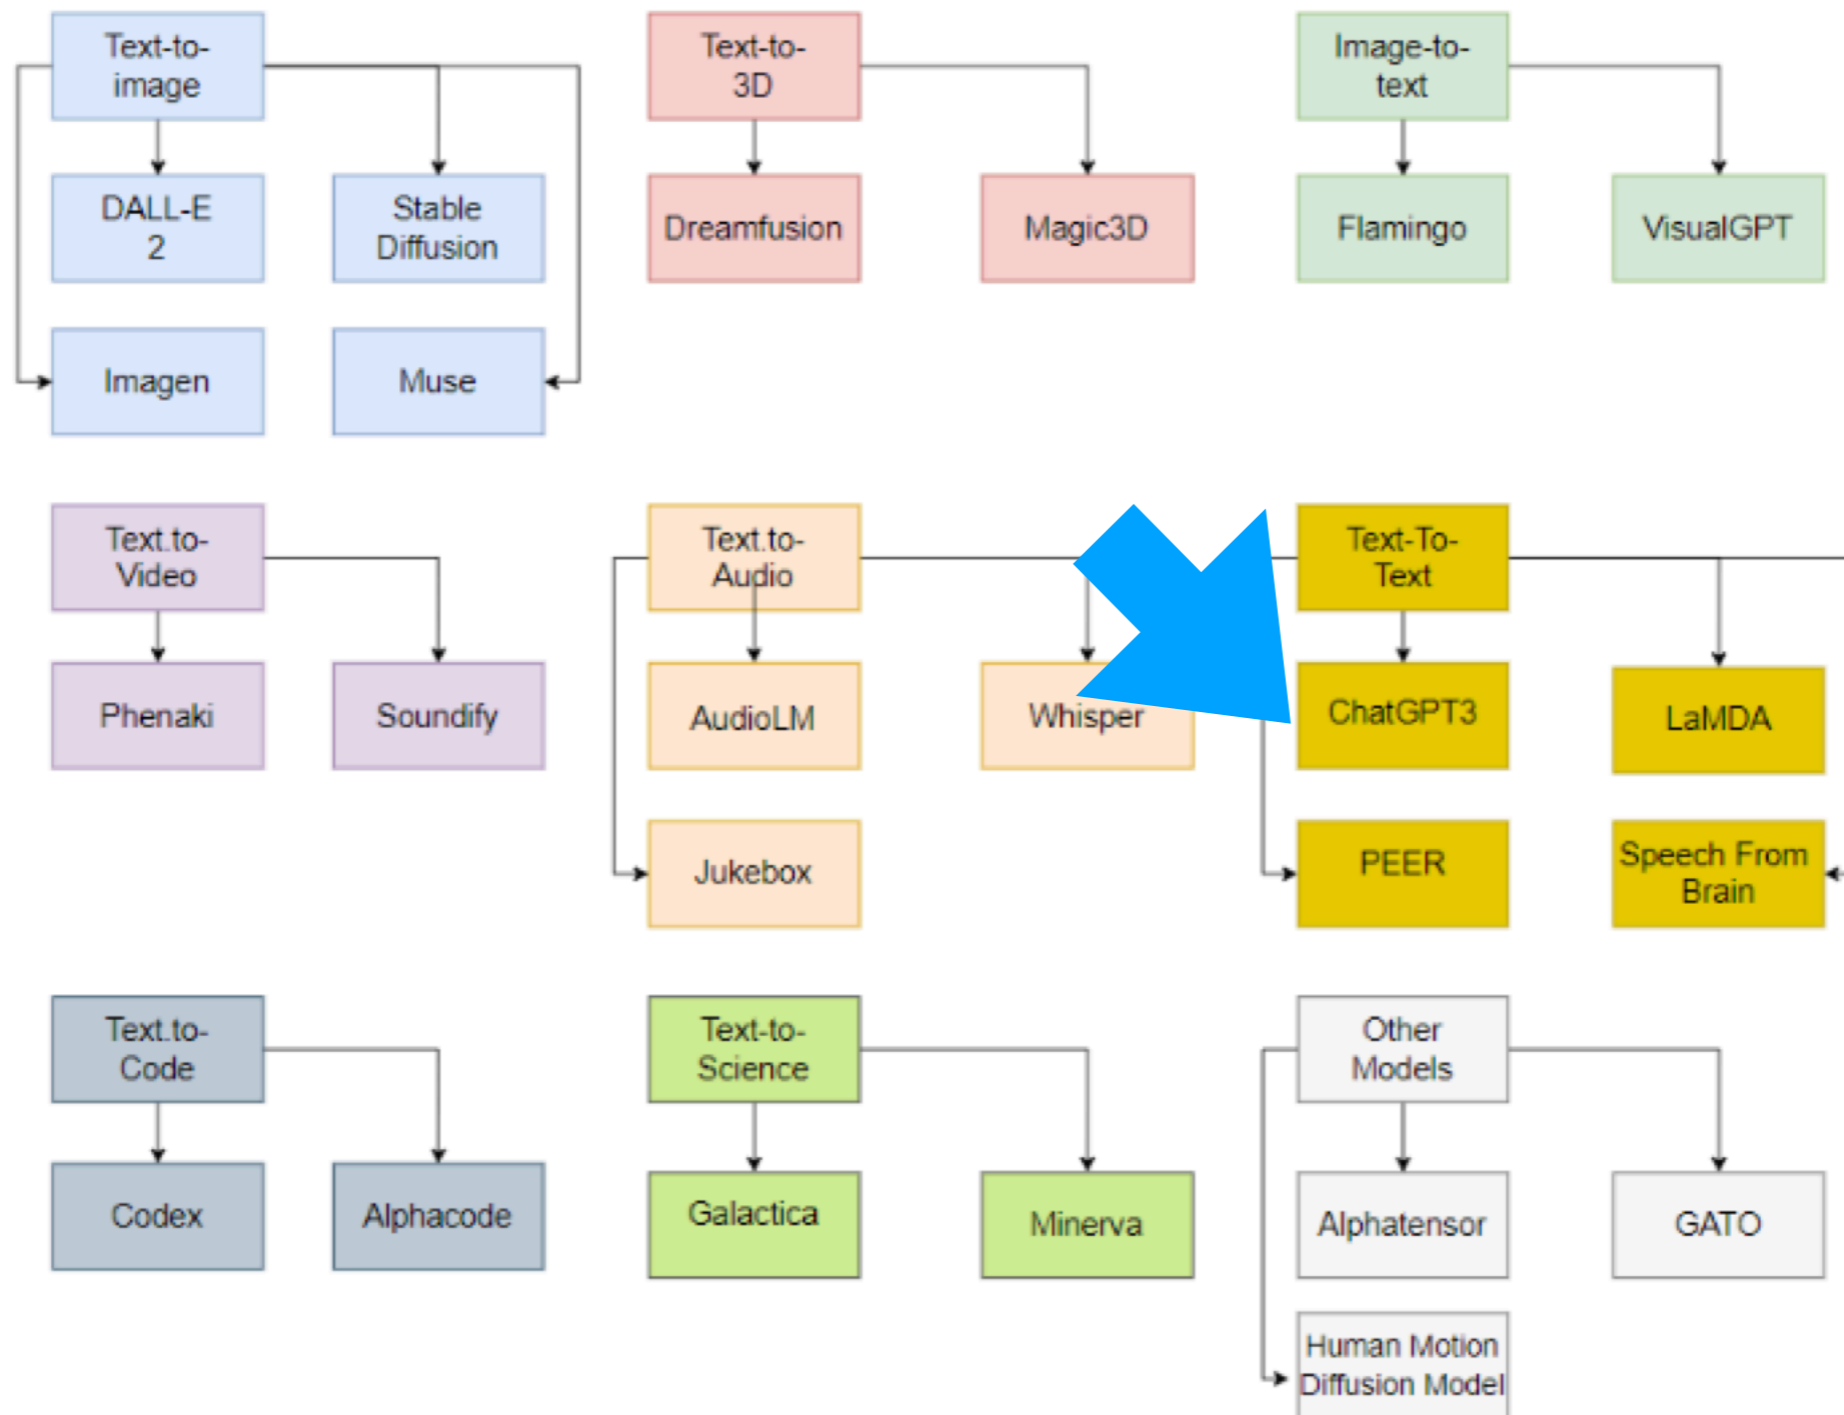 Text-to-
image
Text-to-
3D
Image-to-
text
DALL-E
2
Stable
Diffusion
Dreamfusion
Magic3D
Flamingo
VisualGPT
Imagen
Muse
Text.to-
Video
Text.to-
Audio
Text-To-
Text
Phenaki
Soundify
AudioLM
Whisper
ChatGPT3
LaMDA
Jukebox
PEER
Speech From
Brain
Text.to-
Code
Text-to-
Science
Other
Models
Codex
Alphacode
Galactica
Minerva
Alphatensor
GATO
Human Motion
Diffusion Model